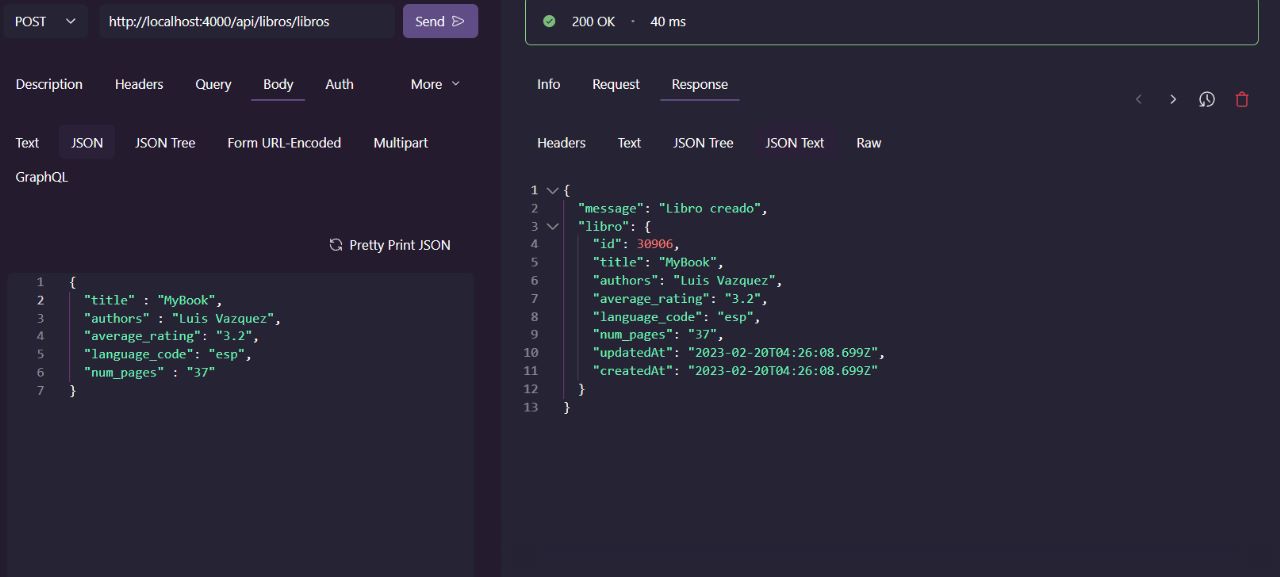 POST
http://localhost:4000/api/libros/libros
Send
Description
Headers
Query
Body
Auth
More
Text
JSON
JSON Tree
Form URL-Encoded
Multipart
GraphQL
Pretty Print JSON
1 {
2 "title" : "MyBook",
3 "authors" : "Luis Vazquez",
4 "average_rating": "3.2",
5 "language_code": "esp",
6 "num_pages" : "37"
7 }
200 OK · 40 ms
Info
Request
Response
Headers
Text
JSON Tree
JSON Text
Raw
1 {
2 "message": "Libro creado",
3 "libro": {
4 "id": 30906,
5 "title": "MyBook",
6 "authors": "Luis Vazquez",
7 "average_rating": "3.2",
8 "language_code": "esp",
9 "num_pages": "37",
10 "updatedAt": "2023-02-20T04:26:08.699Z",
11 "createdAt": "2023-02-20T04:26:08.699Z"
12 }
13 }